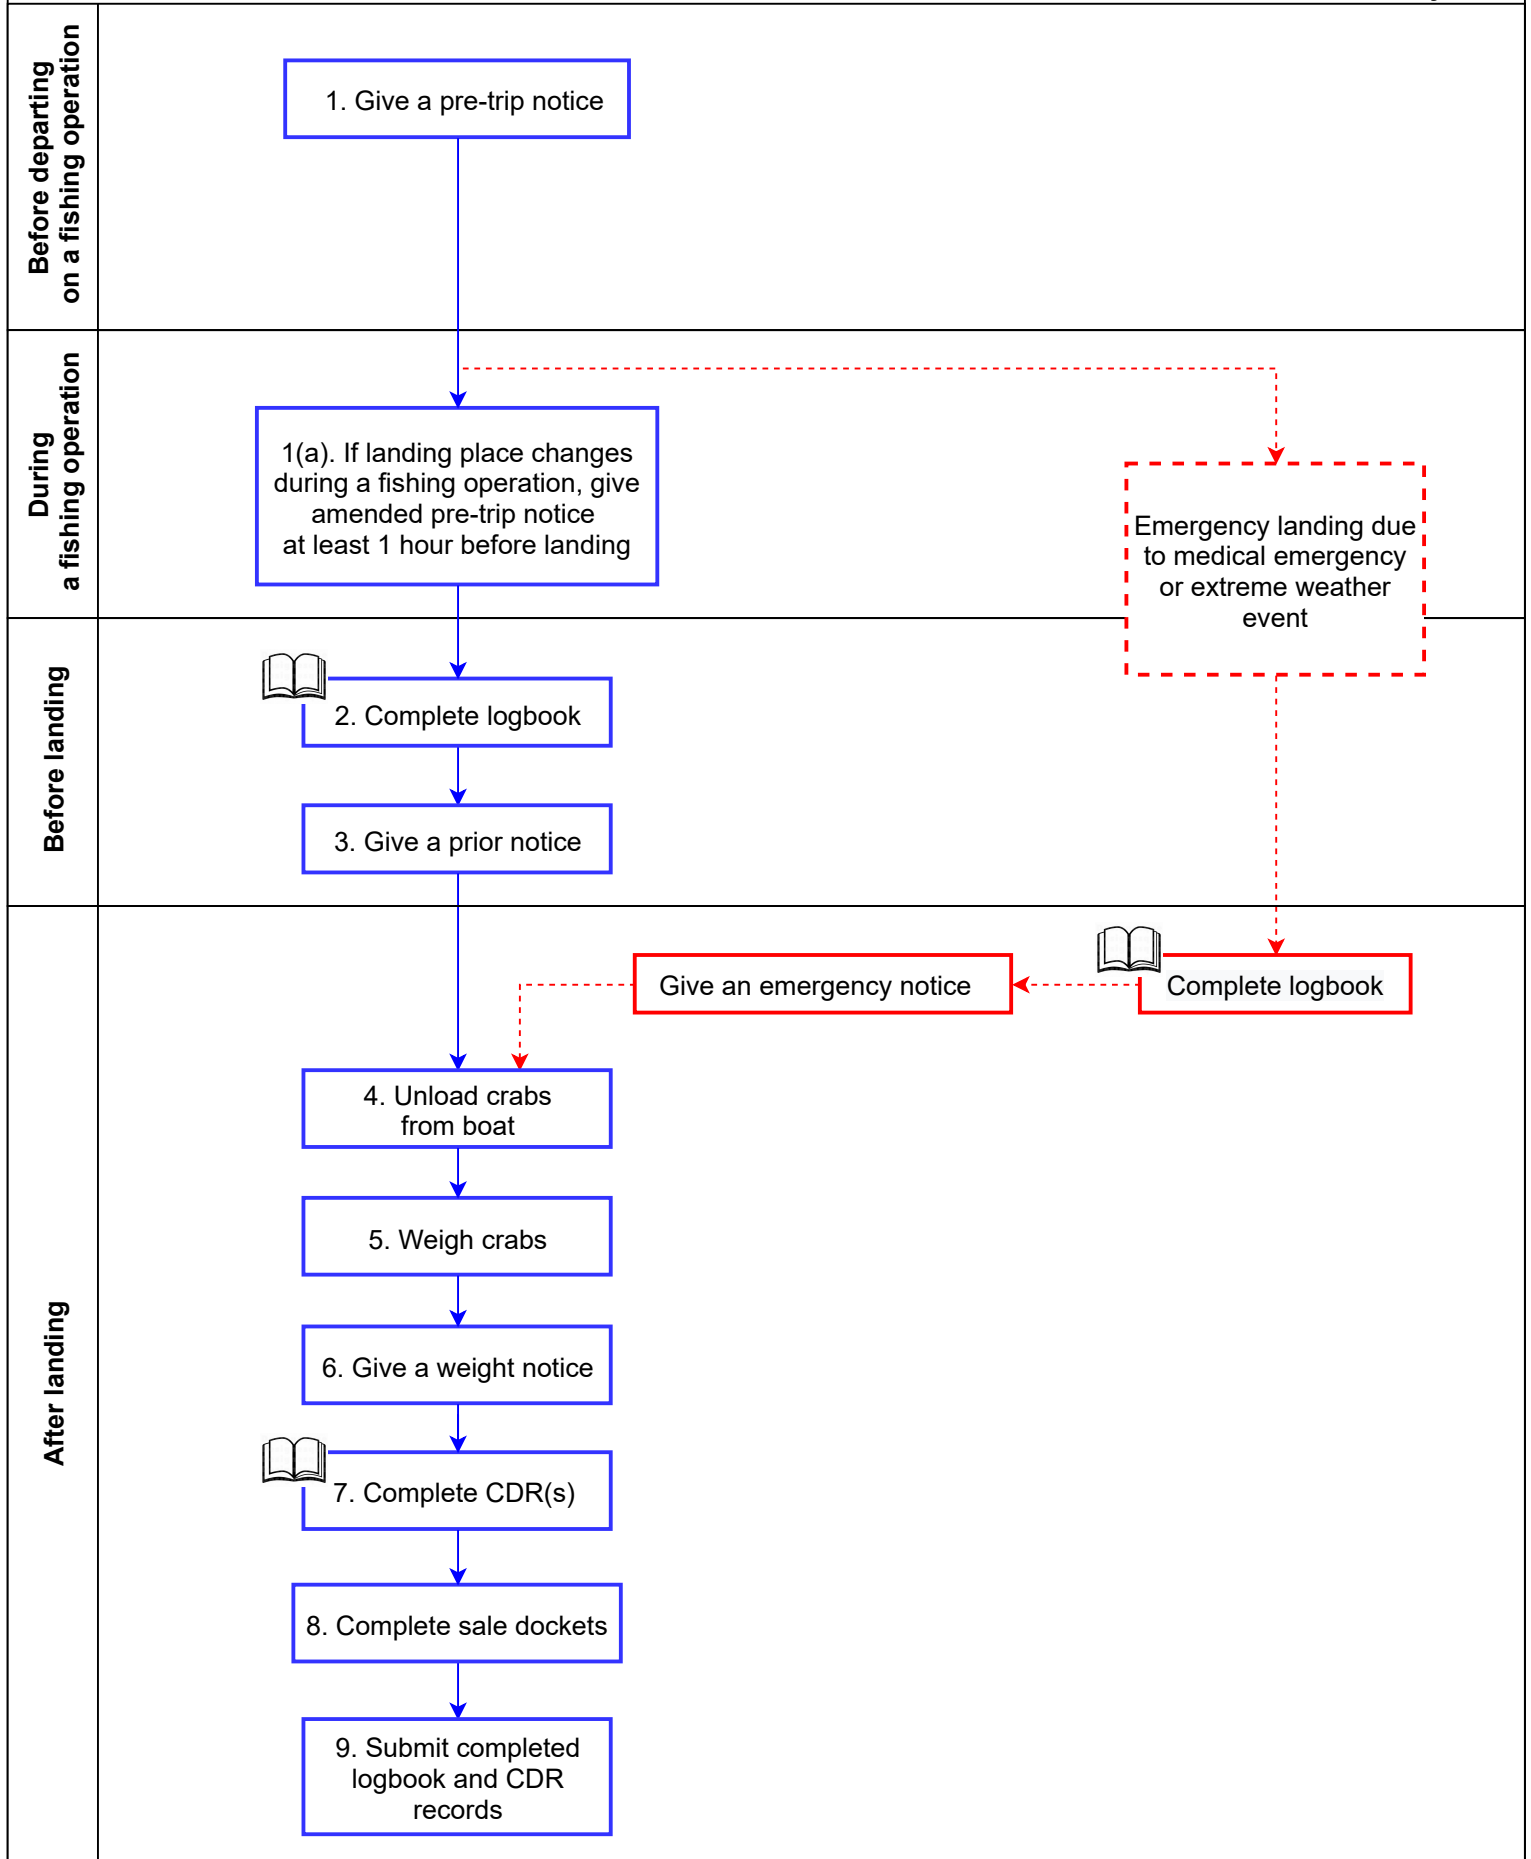 Before departing
on a fishing operation
1. Give a pre-trip notice
During
a fishing operation
1(a). If landing place changes
during a fishing operation, give
amended pre-trip notice
at least 1 hour before landing
Emergency landing due
to medical emergency
or extreme weather
event
Before landing
2. Complete logbook
3. Give a prior notice
After landing
Give an emergency notice
Complete logbook
4. Unload crabs
from boat
5. Weigh crabs
6. Give a weight notice
7. Complete CDR(s)
8. Complete sale dockets
9. Submit completed
logbook and CDR
records